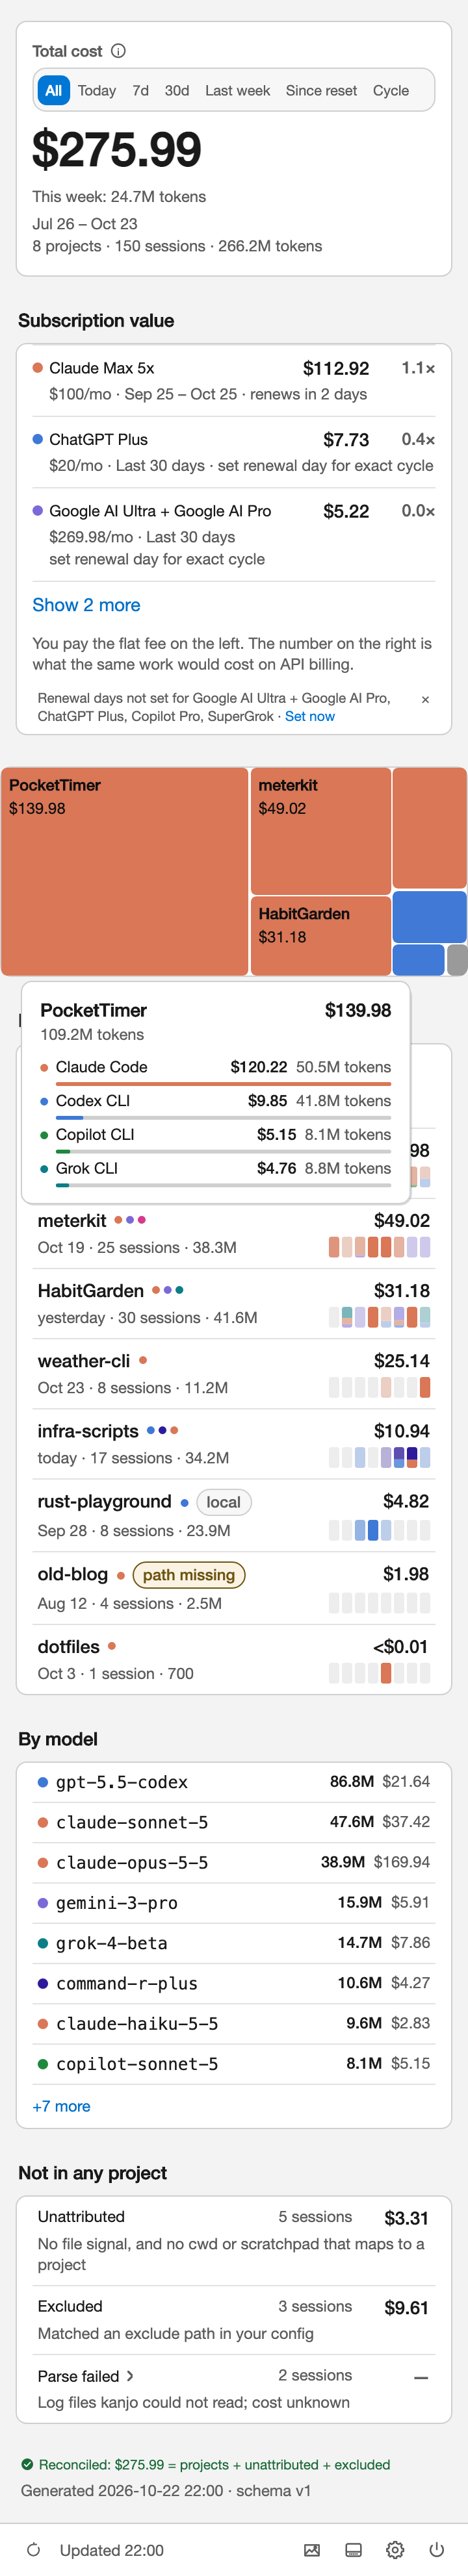 Total cost
All Today 7d 30d Last week Since reset Cycle
$275.99
This week: 24.7M tokens
Jul 26 – Oct 23
8 projects · 150 sessions · 266.2M tokens
Subscription value
Claude Max 5x $112.92 1.1×
$100/mo · Sep 25 – Oct 25 · renews in 2 days
ChatGPT Plus $7.73 0.4×
$20/mo · Last 30 days · set renewal day for exact cycle
Google AI Ultra + Google AI Pro $5.22 0.0×
$269.98/mo · Last 30 days
set renewal day for exact cycle
Show 2 more
You pay the flat fee on the left. The number on the right is
what the same work would cost on API billing.
Renewal days not set for Google AI Ultra + Google AI Pro, ×
ChatGPT Plus, Copilot Pro, SuperGrok · Set now
PocketTimer
$139.98
meterkit
$49.02
HabitGarden
$31.18
PocketTimer $139.98
109.2M tokens
Claude Code $120.22 50.5M tokens
Codex CLI $9.85 41.8M tokens
Copilot CLI $5.15 8.1M tokens
Grok CLI $4.76 8.8M tokens
98
meterkit $49.02
Oct 19 · 25 sessions · 38.3M
HabitGarden $31.18
yesterday · 30 sessions · 41.6M
weather-cli $25.14
Oct 23 · 8 sessions · 11.2M
infra-scripts $10.94
today · 17 sessions · 34.2M
rust-playground local $4.82
Sep 28 · 8 sessions · 23.9M
old-blog path missing $1.98
Aug 12 · 4 sessions · 2.5M
dotfiles <$0.01
Oct 3 · 1 session · 700
By model
gpt-5.5-codex 86.8M $21.64
claude-sonnet-5 47.6M $37.42
claude-opus-5-5 38.9M $169.94
gemini-3-pro 15.9M $5.91
grok-4-beta 14.7M $7.86
command-r-plus 10.6M $4.27
claude-haiku-5-5 9.6M $2.83
copilot-sonnet-5 8.1M $5.15
+7 more
Not in any project
Unattributed 5 sessions $3.31
No file signal, and no cwd or scratchpad that maps to a
project
Excluded 3 sessions $9.61
Matched an exclude path in your config
Parse failed 2 sessions —
Log files kanjo could not read; cost unknown
Reconciled: $275.99 = projects + unattributed + excluded
Generated 2026-10-22 22:00 · schema v1
Updated 22:00